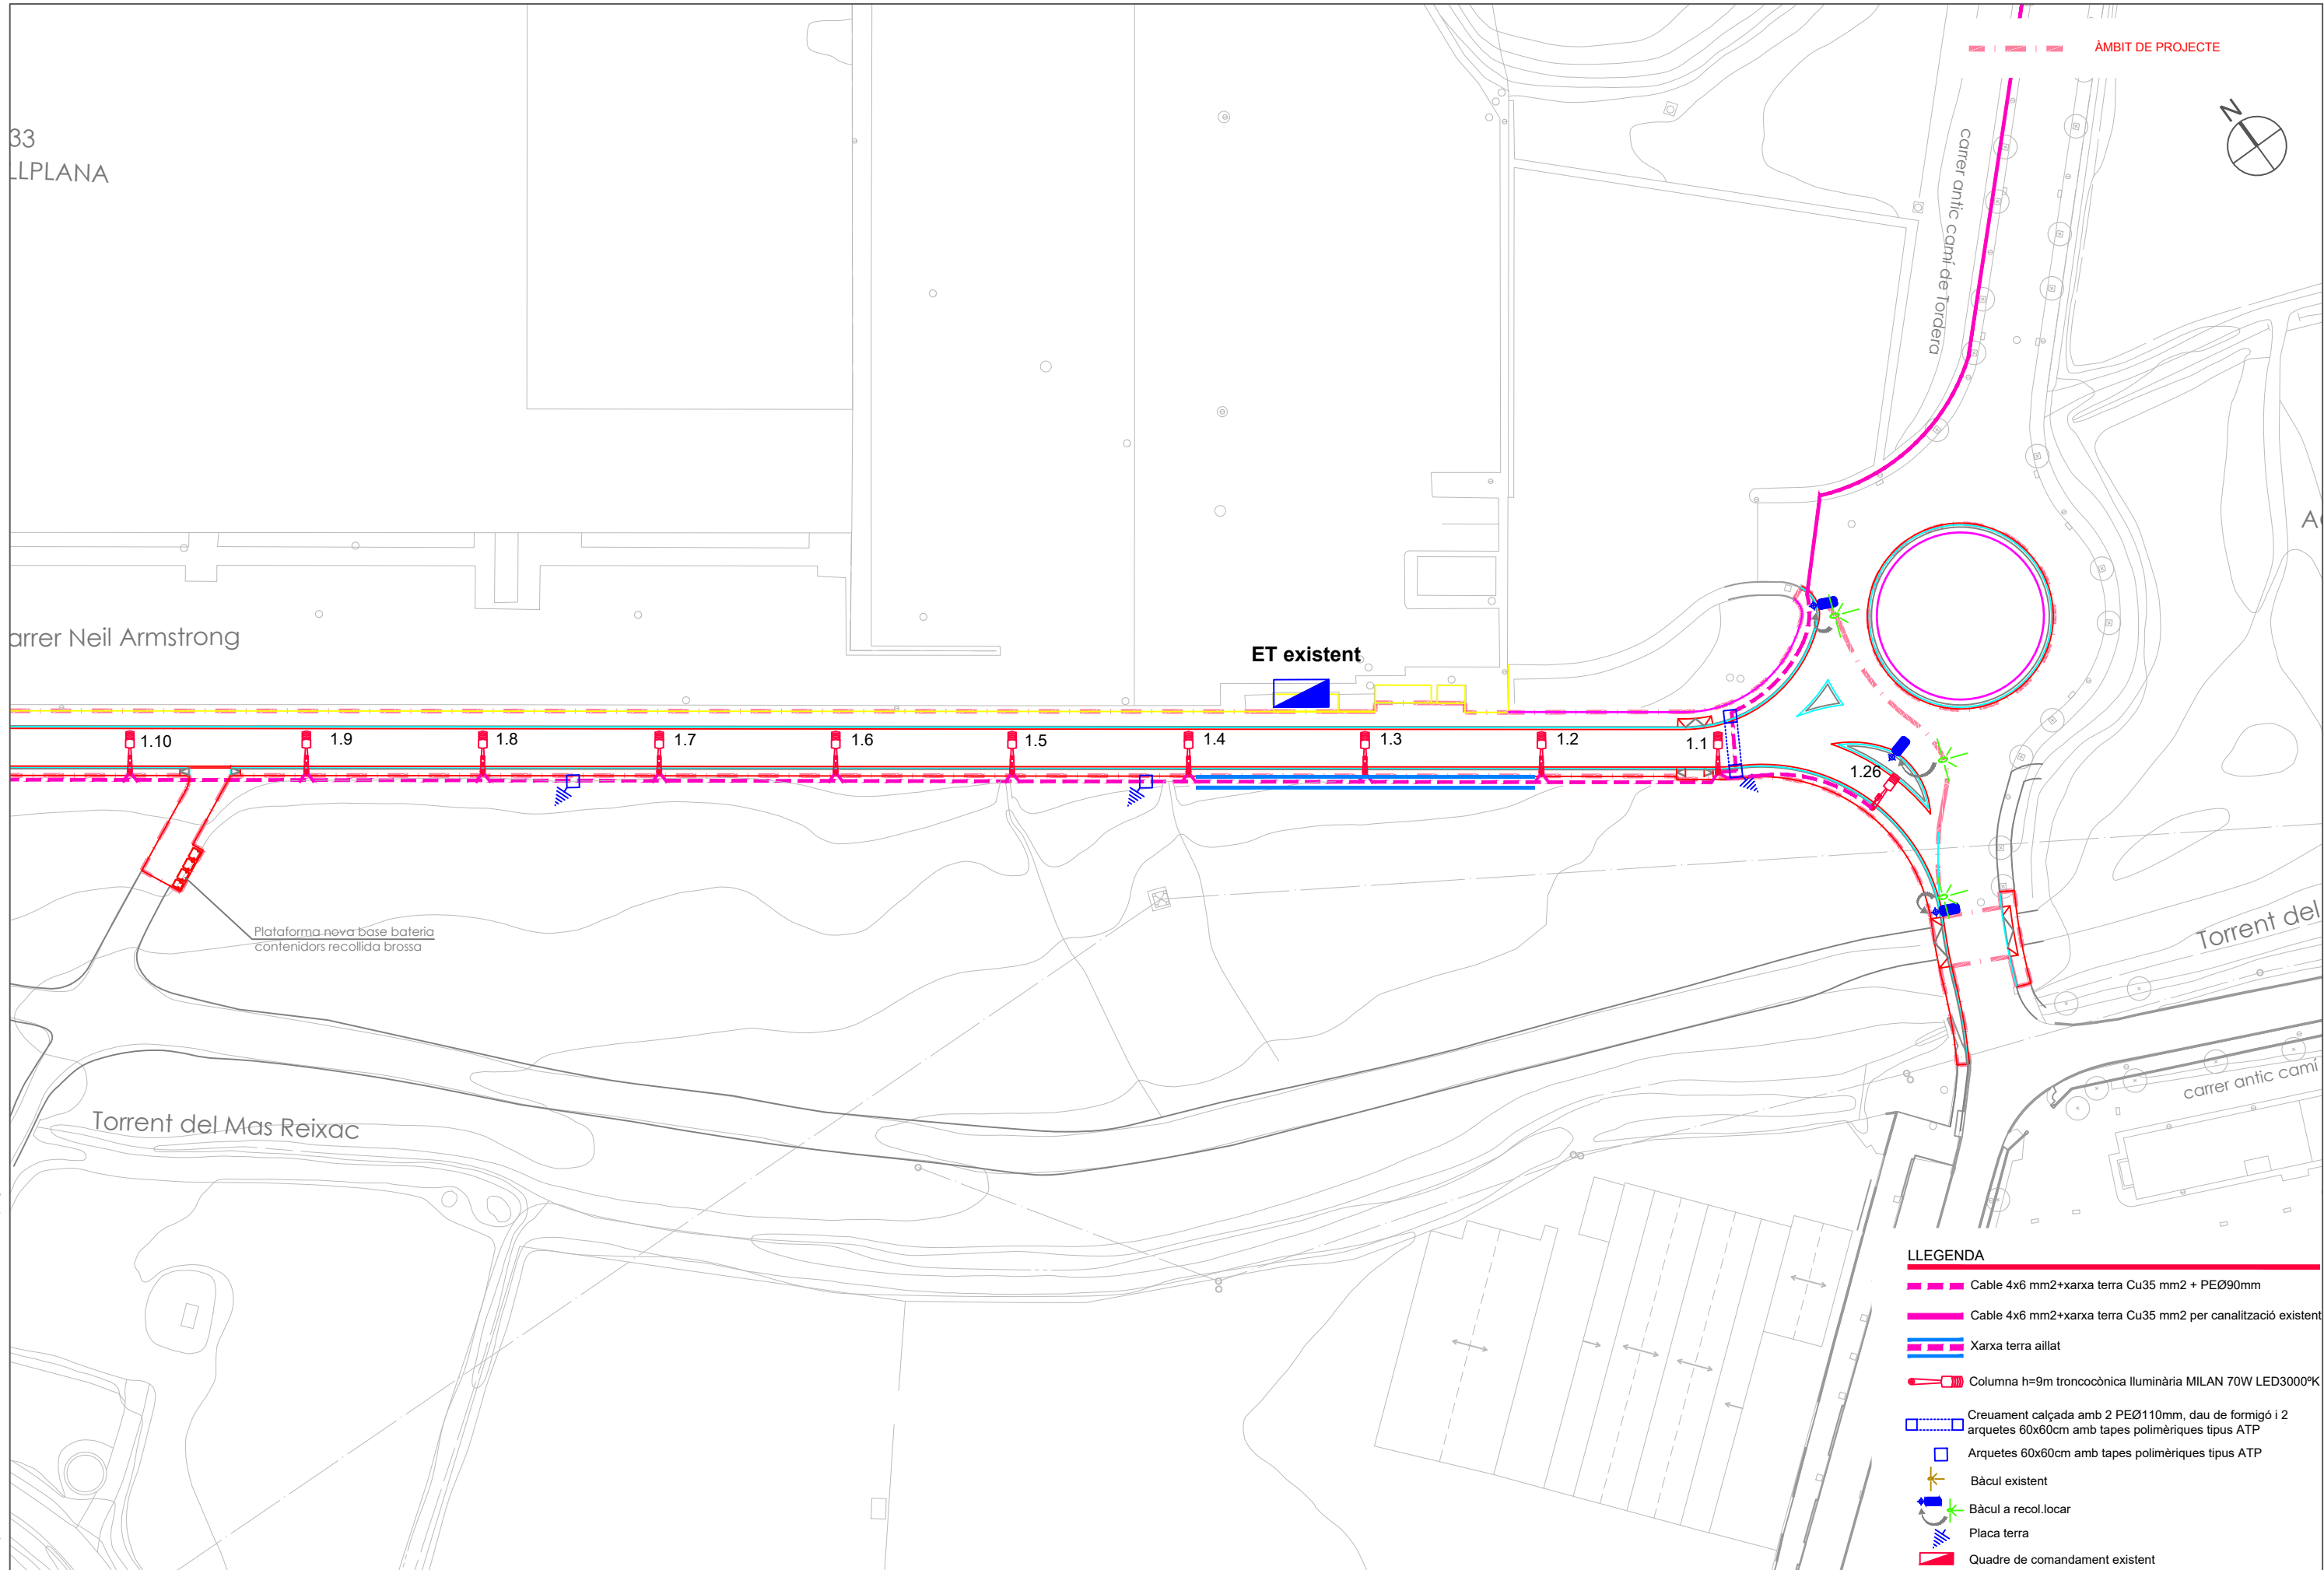 ÀMBIT DE PROJECTE
N
33
LLPLANA
carrer antic camí de Tordera
arrer Neil Armstrong
ET existent
1.10
1.9
1.8
1.7
1.6
1.5
1.4
1.3
1.2
1.1
1.26
Plataforma nova base bateria
contenidors recollida brossa
Torrent del
Torrent del Mas Reixac
carrer antic camí
LLEGENDA
Cable 4x6 mm2+xarxa terra Cu35 mm2 + PEØ90mm
Cable 4x6 mm2+xarxa terra Cu35 mm2 per canalització existent
Xarxa terra aillat
Columna h=9m troncocònica lluminària MILAN 70W LED3000ºK
Creuament calçada amb 2 PEØ110mm, dau de formigó i 2
arquetes 60x60cm amb tapes polimèriques tipus ATP
Arquetes 60x60cm amb tapes polimèriques tipus ATP
Bàcul existent
Bàcul a recol.locar
Placa terra
Quadre de comandament existent